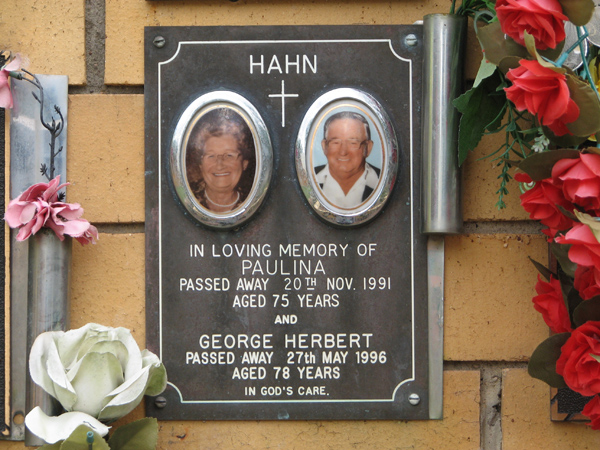 HAHN
IN LOVING MEMORY OF
PAULINA
PASSED AWAY 20TH NOV. 1991
AGED 75 YEARS
AND
GEORGE HERBERT
PASSED AWAY 27th MAY 1996
AGED 78 YEARS
IN GOD'S CARE.